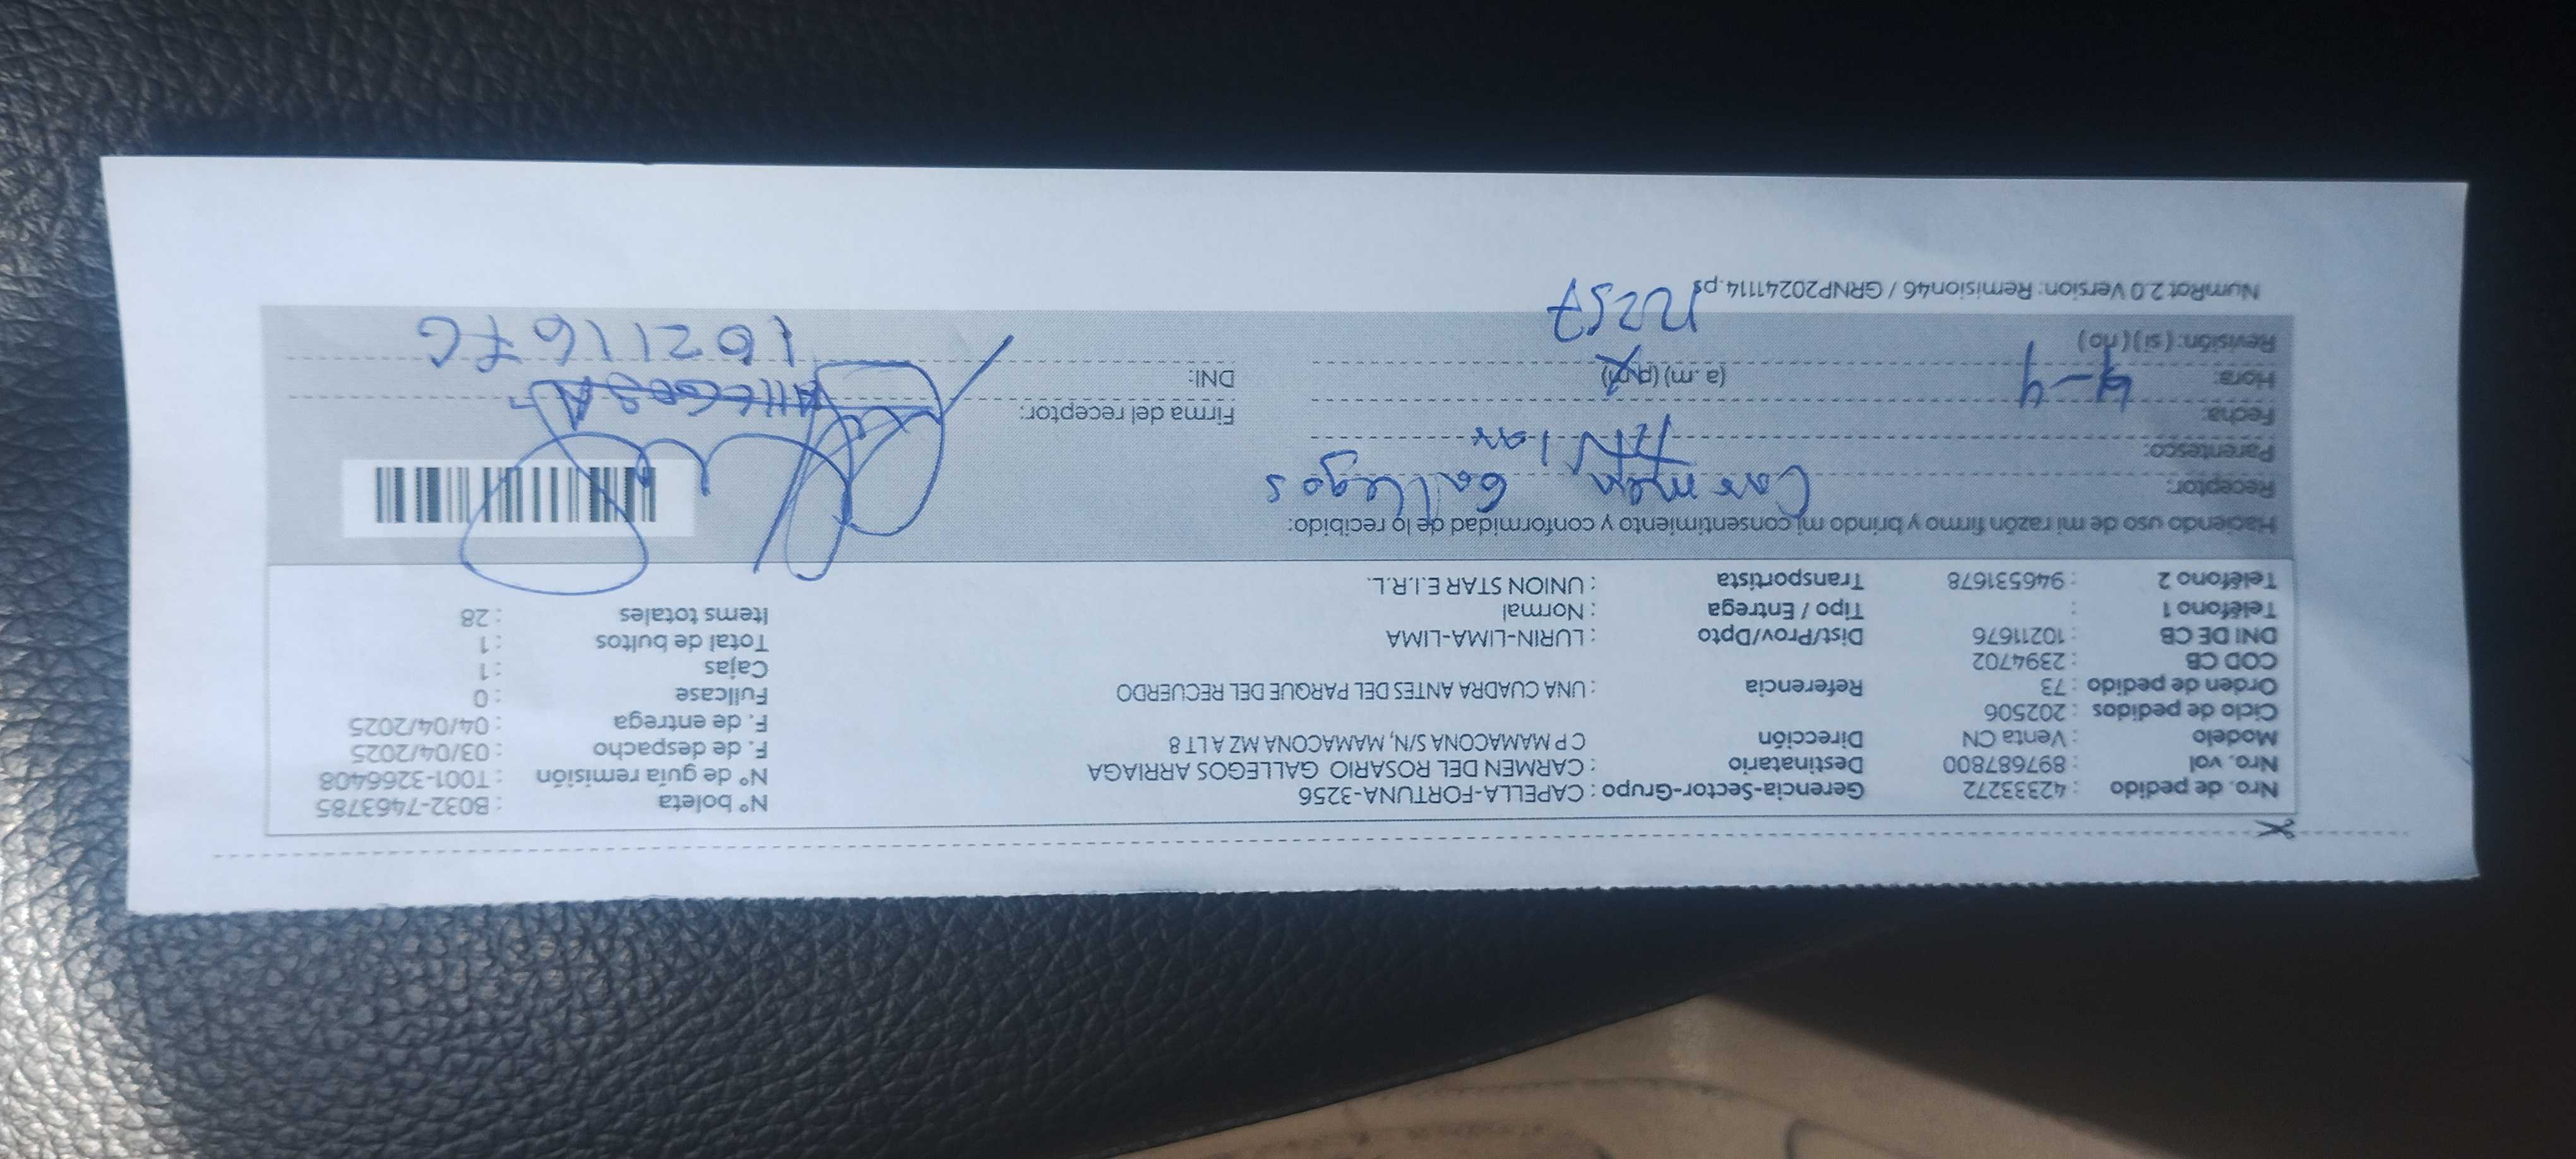 Nro. de pedido : 42333272 Gerencia-Sector-Grupo : CAPELLA-FORTUNA-3256 N° boleta : B032-7463785
Nro. vol : 897687800 Destinatario : CARMEN DEL ROSARIO GALLEGOS ARRIAGA N° de guía remisión : T001-3266408
Modelo : Venta CN Dirección C P MAMACONA S/N, MAMACONA MZ A LT 8 F. de despacho : 03/04/2025
Ciclo de pedidos : 202506 F. de entrega : 04/04/2025
Orden de pedido : 73 Referencia : UNA CUADRA ANTES DEL PARQUE DEL RECUERDO Fullcase : 0
COD CB : 2394702 Cajas : 1
DNI DE CB : 10211676 Dist/Prov/Dpto : LURIN-LIMA-LIMA Total de bultos : 1
Teléfono 1 : Tipo / Entrega : Normal Items totales : 28
Teléfono 2 : 946531678 Transportista : UNION STAR E.I.R.L.
Haciendo uso de mi razón firmo y brindo mi consentimiento y conformidad de lo recibido:
Receptor: Carmen Gallegos
Parentesco:
Fecha: 4-4 Firma del receptor:
Hora: (a.m) (p.m) DNI: 10211676
Revisión: ( si ) ( no )
NumRot 2.0 Version: Remision46 / GRNP20241114.ps